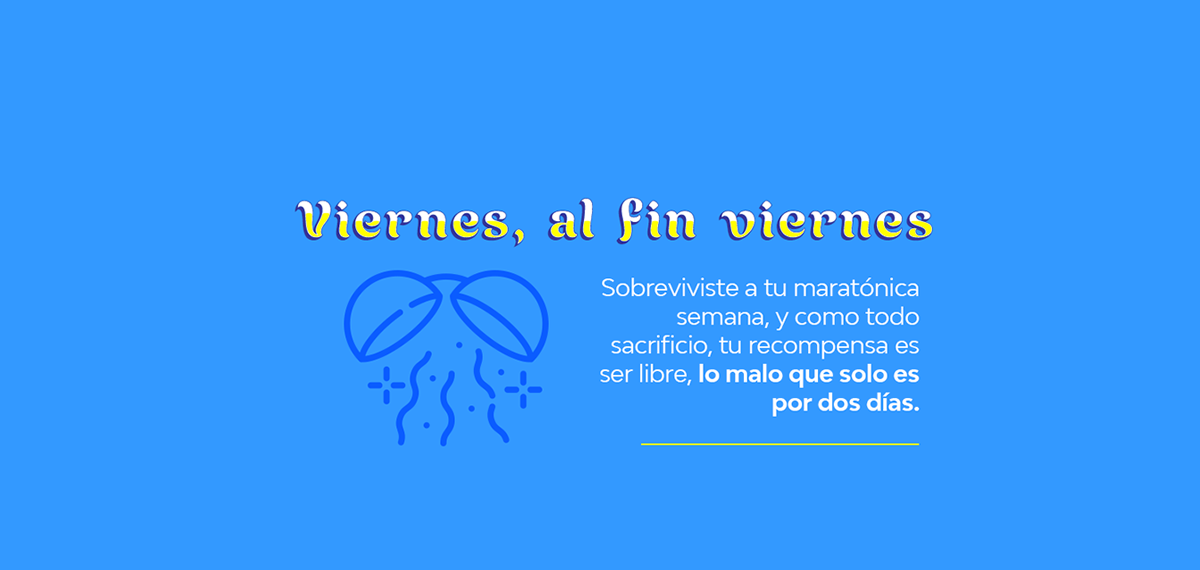 Viernes, al fin viernes
Sobreviviste a tu maratónica
semana, y como todo
sacrificio, tu recompensa es
ser libre, lo malo que solo es
por dos días.